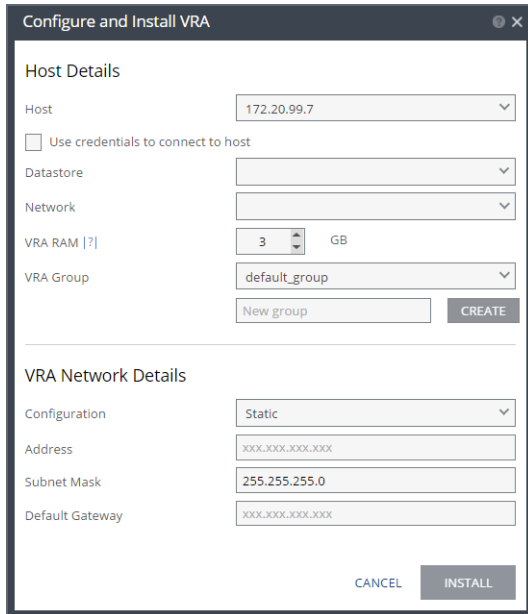 Configure and Install VRA
Host Details
Host 172.20.99.7
Use credentials to connect to host
Datastore
Network
VRA RAM |?| 3 GB
VRA Group default_group
New group CREATE
VRA Network Details
Configuration Static
Address xxx.xxx.xxx.xxx
Subnet Mask 255.255.255.0
Default Gateway xxx.xxx.xxx.xxx
CANCEL INSTALL